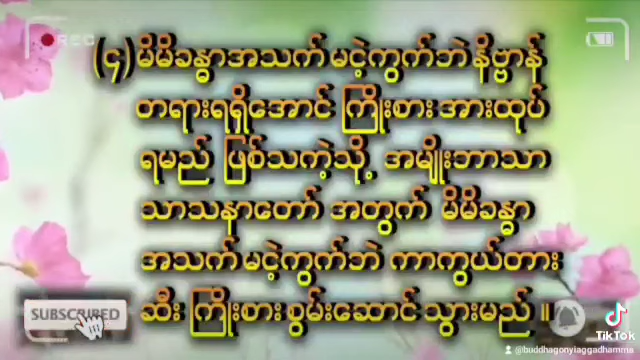 REC
(၄) မိမိခန္ဓာအသက် မငဲ့ကွက်ဘဲ နိဗ္ဗာန်
တရားရရှိအောင် ကြိုးစား အားထုပ်
ရမည် ဖြစ်သကဲ့သို့ အမျိုးဘာသာ
သာသနာတော် အတွက် မိမိခန္ဓာ
အသက် မငဲ့ကွက်ဘဲ ကာကွယ်တား
ဆီး ကြိုးစားစွမ်းဆောင် သွားမည် ။
SUBSCRIBED
TikTok
@buddhagonyiaggadhamma